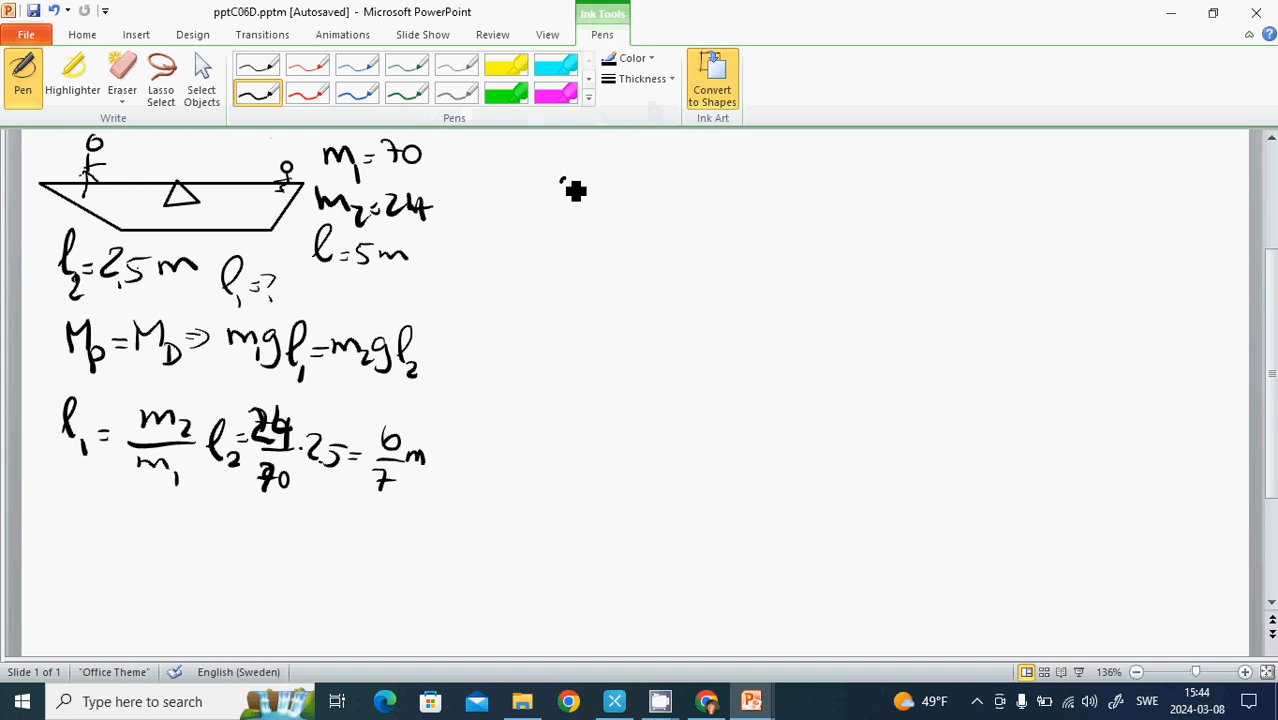 pptC06D.pptm [Autosaved] - Microsoft PowerPoint
Ink Tools
File Home Insert Design Transitions Animations Slide Show Review View Pens
Pen
Highlighter
Eraser
Lasso Select
Select Objects
Color
Thickness
Convert to Shapes
Write Pens Ink Art
m₁ = 70
m₂ = 24
l = 5 m
l₂ = 2,5 m l₁ = ?
Mp = MD ⇒ m₁gl₁ = m₂gl₂
l₁ = m₂/m₁ l₂ = 24/70 · 2,5 = 6/7 m
Slide 1 of 1 "Office Theme" English (Sweden) 136%
Type here to search 49°F SWE 15:44
2024-03-08